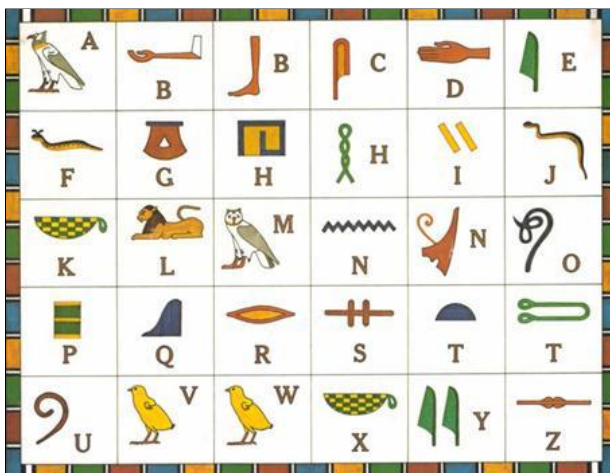 A B B C D E
F G H H I J
K L M N N O
P Q R S T T
U V W X Y Z